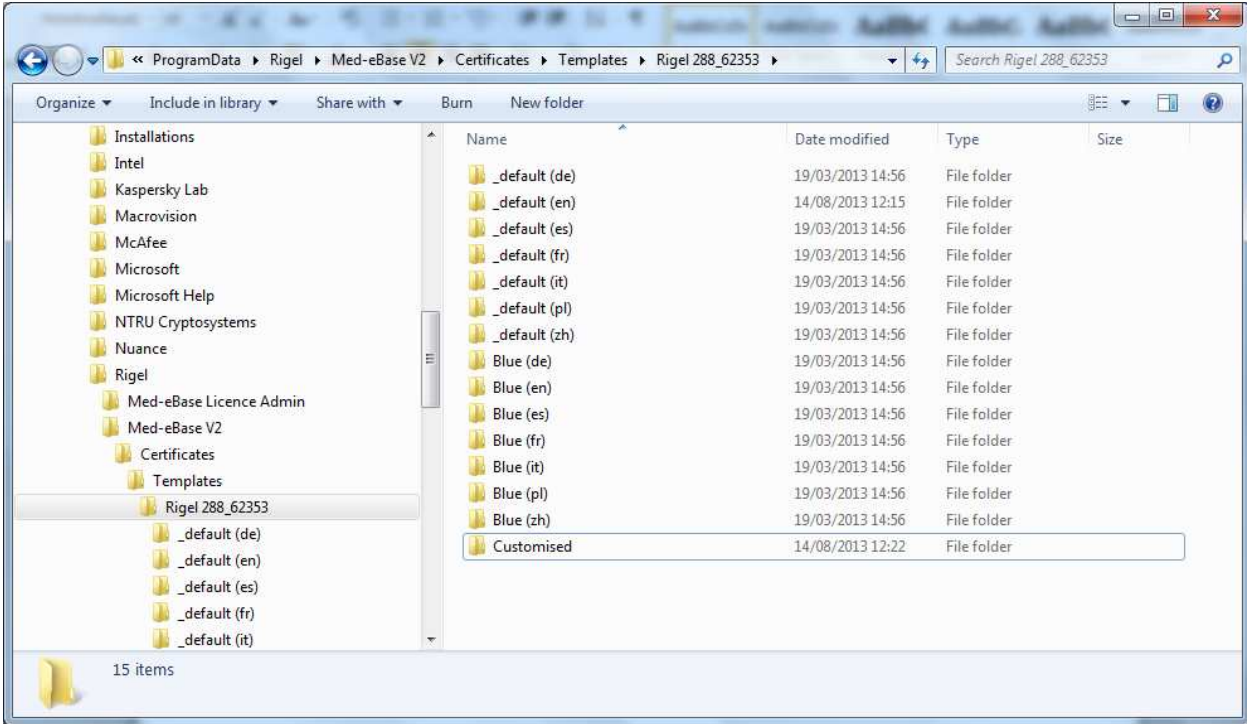 « ProgramData ▸ Rigel ▸ Med-eBase V2 ▸ Certificates ▸ Templates ▸ Rigel 288_62353 ▸ Search Rigel 288_62353
Organize Include in library Share with Burn New folder
Installations
Intel
Kaspersky Lab
Macrovision
McAfee
Microsoft
Microsoft Help
NTRU Cryptosystems
Nuance
Rigel
Med-eBase Licence Admin
Med-eBase V2
Certificates
Templates
Rigel 288_62353
_default (de)
_default (en)
_default (es)
_default (fr)
_default (it)
Name Date modified Type Size
_default (de) 19/03/2013 14:56 File folder
_default (en) 14/08/2013 12:15 File folder
_default (es) 19/03/2013 14:56 File folder
_default (fr) 19/03/2013 14:56 File folder
_default (it) 19/03/2013 14:56 File folder
_default (pl) 19/03/2013 14:56 File folder
_default (zh) 19/03/2013 14:56 File folder
Blue (de) 19/03/2013 14:56 File folder
Blue (en) 19/03/2013 14:56 File folder
Blue (es) 19/03/2013 14:56 File folder
Blue (fr) 19/03/2013 14:56 File folder
Blue (it) 19/03/2013 14:56 File folder
Blue (pl) 19/03/2013 14:56 File folder
Blue (zh) 19/03/2013 14:56 File folder
Customised 14/08/2013 12:22 File folder
15 items